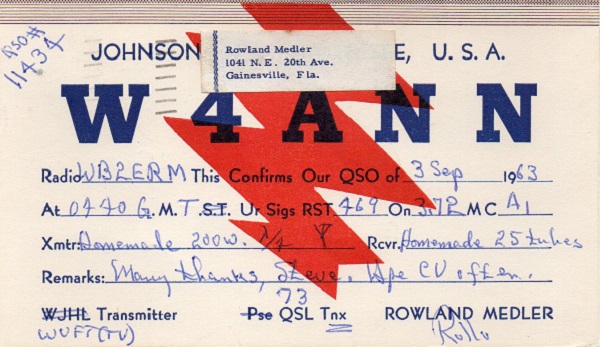 QSO #
11434
JOHNSON E, U. S. A.
Rowland Medler
1041 N. E. 20th Ave.
Gainesville, Fla.
W4ANN
Radio WB2ERM This Confirms Our QSO of 3 Sep 1963
At 0440 G. M. T S.T. Ur Sigs RST 469 On 3.72 MC A1
Xmtr: Homemade 200w. λ/4 Ψ Rcvr. Homemade 25 tubes
Remarks: Many thanks, Steve, Hpe CU often.
73
WJHL Transmitter Pse QSL Tnx ROWLAND MEDLER
WUFT(TV) Rollo